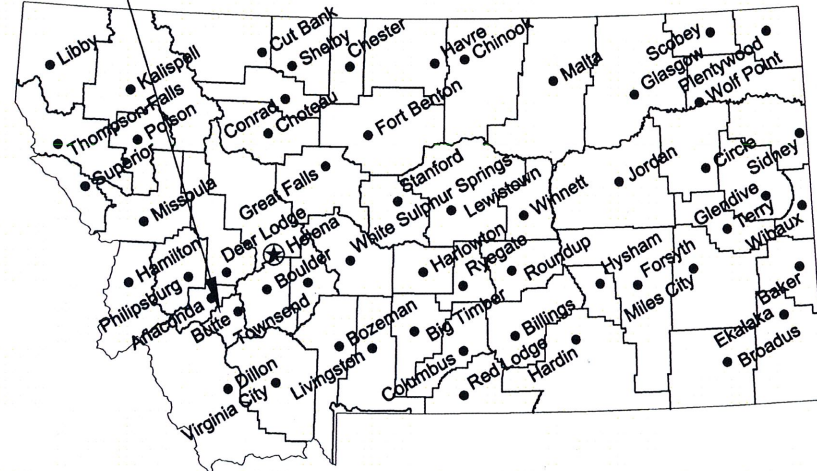 Libby
Cut Bank
Shelby
Chester
Havre
Chinook
Scobey
Plentywood
Kalispell
Malta
Glasgow
Wolf Point
Thompson Falls
Polson
Conrad
Choteau
Fort Benton
Superior
Missoula
Great Falls
Stanford
Lewistown
Winnett
Jordan
Circle
Sidney
Glendive
Terry
Wibaux
Deer Lodge
Helena
White Sulphur Springs
Hamilton
Philipsburg
Anaconda
Butte
Boulder
Townsend
Harlowton
Ryegate
Roundup
Hysham
Forsyth
Miles City
Baker
Ekalaka
Broadus
Bozeman
Livingston
Big Timber
Columbus
Billings
Red Lodge
Hardin
Dillon
Virginia City